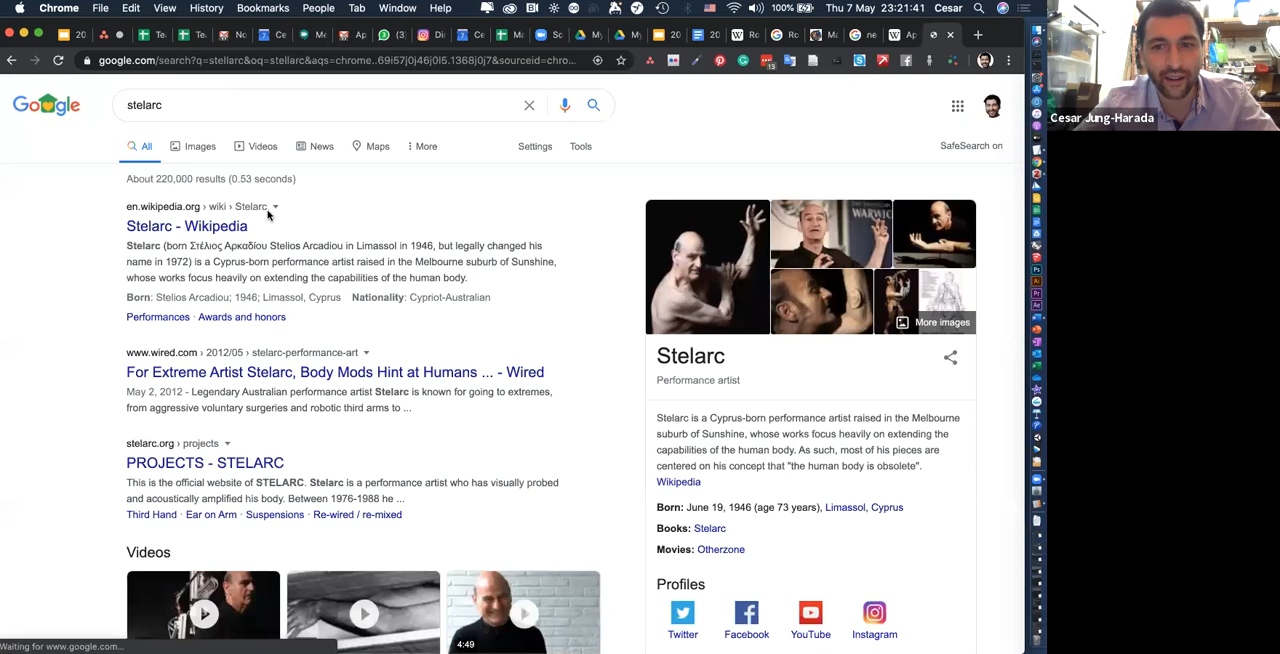 Chrome File Edit View History Bookmarks People Tab Window Help 100% Thu 7 May 23:21:41 Cesar
google.com/search?q=stellarc&oq=stellarc&aqs=chrome..69i57j0j46j0l5.1368j0j7&sourceid=chro...
13
Google
stelarc
All Images Videos News Maps More Settings Tools SafeSearch on
About 220,000 results (0.53 seconds)
en.wikipedia.org › wiki › Stelarc
Stelarc - Wikipedia
Stelarc (born Στέλιος Αρκαδίου Stelios Arcadiou in Limassol in 1946, but legally changed his
name in 1972) is a Cyprus-born performance artist raised in the Melbourne suburb of Sunshine,
whose works focus heavily on extending the capabilities of the human body.
Born: Stelios Arcadiou; 1946; Limassol, Cyprus Nationality: Cypriot-Australian
Performances · Awards and honors
www.wired.com › 2012/05 › stelarc-performance-art
For Extreme Artist Stelarc, Body Mods Hint at Humans ... - Wired
May 2, 2012 - Legendary Australian performance artist Stelarc is known for going to extremes,
from aggressive voluntary surgeries and robotic third arms to ...
stelarc.org › projects
PROJECTS - STELARC
This is the official website of STELARC. Stelarc is a performance artist who has visually probed
and acoustically amplified his body. Between 1976-1988 he ...
Third Hand · Ear on Arm · Suspensions · Re-wired / re-mixed
Videos
4:49
Waiting for www.google.com...
WARWIC
More images
Stelarc
Performance artist
Stelarc is a Cyprus-born performance artist raised in the Melbourne
suburb of Sunshine, whose works focus heavily on extending the
capabilities of the human body. As such, most of his pieces are
centered on his concept that "the human body is obsolete".
Wikipedia
Born: June 19, 1946 (age 73 years), Limassol, Cyprus
Books: Stelarc
Movies: Otherzone
Profiles
Twitter Facebook YouTube Instagram
Cesar Jung-Harada